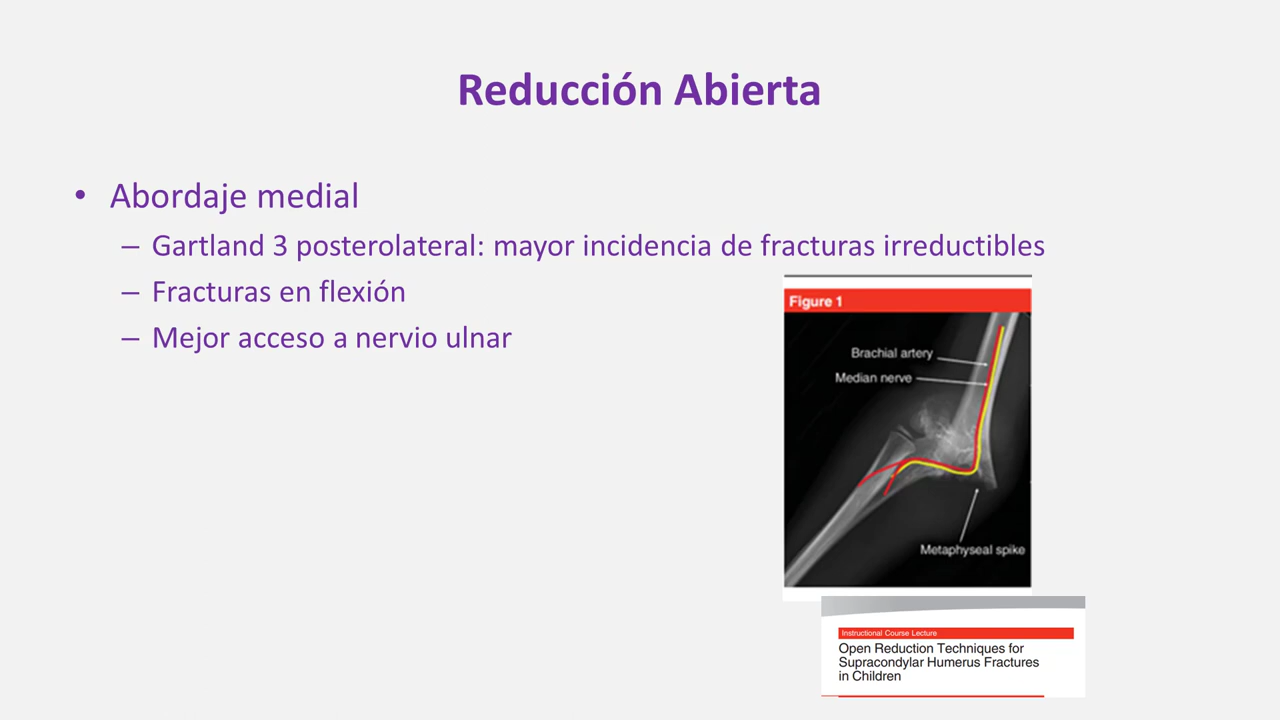 Reducción Abierta
• Abordaje medial
– Gartland 3 posterolateral: mayor incidencia de fracturas irreductibles
– Fracturas en flexión
– Mejor acceso a nervio ulnar
Figure 1
Brachial artery
Median nerve
Metaphyseal spike
Instructional Course Lecture
Open Reduction Techniques for
Supracondylar Humerus Fractures
in Children